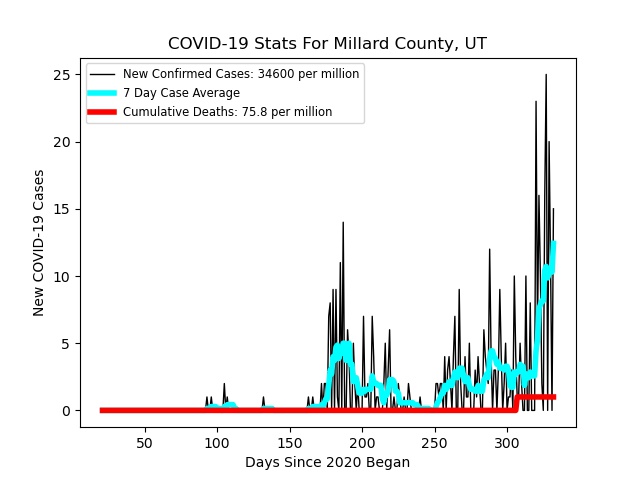 COVID-19 Stats For Millard County, UT
New Confirmed Cases: 34600 per million
7 Day Case Average
Cumulative Deaths: 75.8 per million
New COVID-19 Cases
25
20
15
10
5
0
50
100
150
200
250
300
Days Since 2020 Began